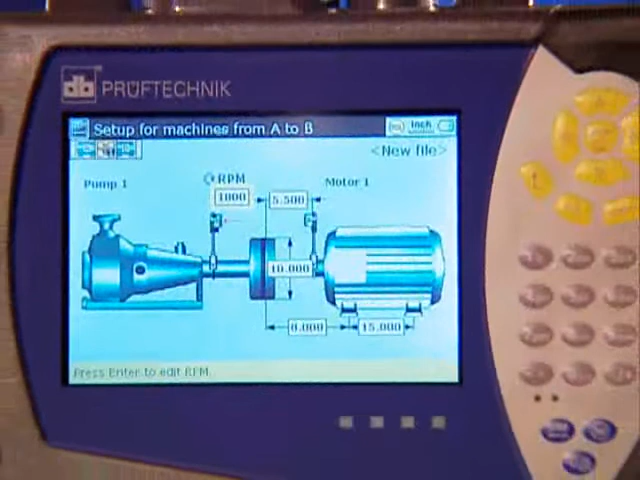 PRÜFTECHNIK
Setup for machines from A to B
inch
<New file>
Pump 1
RPM
Motor 1
1800
5.500
10.000
8.000
15.000
Press Enter to edit RPM.